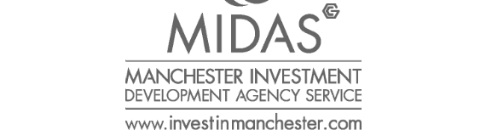 MIDAS
MANCHESTER INVESTMENT
DEVELOPMENT AGENCY SERVICE
www.investinmanchester.com